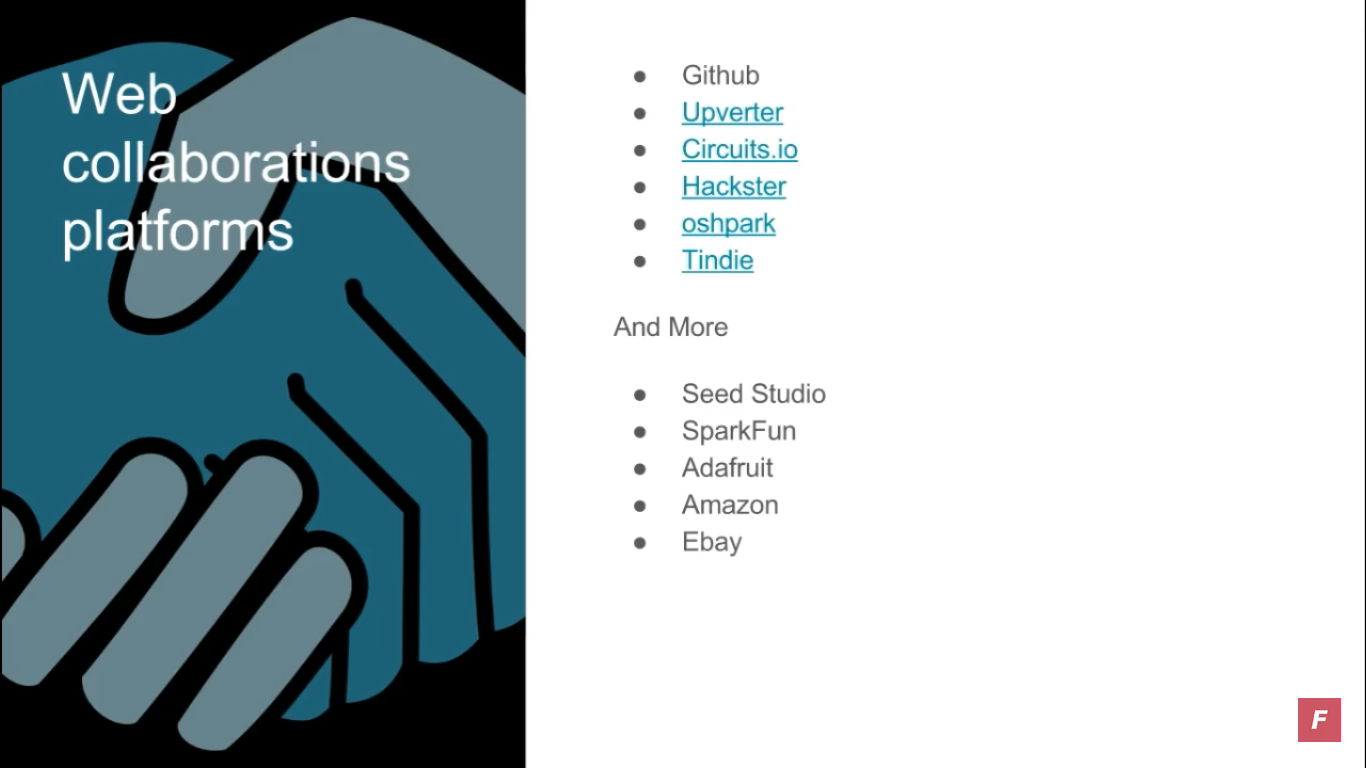 Web
collaborations
platforms
● Github
● Upverter
● Circuits.io
● Hackster
● oshpark
● Tindie
And More
● Seed Studio
● SparkFun
● Adafruit
● Amazon
● Ebay
F